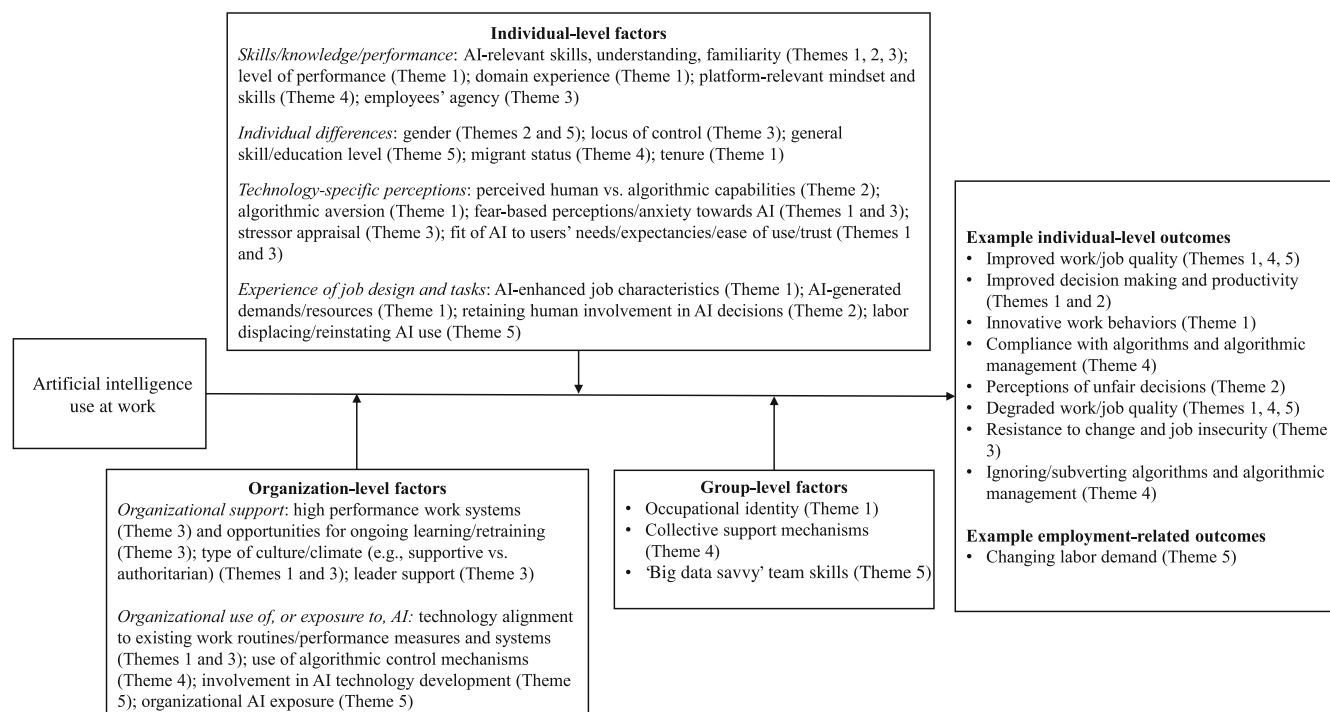 Individual-level factors
Skills/knowledge/performance: AI-relevant skills, understanding, familiarity (Themes 1, 2, 3);
level of performance (Theme 1); domain experience (Theme 1); platform-relevant mindset and
skills (Theme 4); employees’ agency (Theme 3)
Individual differences: gender (Themes 2 and 5); locus of control (Theme 3); general
skill/education level (Theme 5); migrant status (Theme 4); tenure (Theme 1)
Technology-specific perceptions: perceived human vs. algorithmic capabilities (Theme 2);
algorithmic aversion (Theme 1); fear-based perceptions/anxiety towards AI (Themes 1 and 3);
stressor appraisal (Theme 3); fit of AI to users’ needs/expectancies/ease of use/trust (Themes 1
and 3)
Experience of job design and tasks: AI-enhanced job characteristics (Theme 1); AI-generated
demands/resources (Theme 1); retaining human involvement in AI decisions (Theme 2); labor
displacing/reinstating AI use (Theme 5)
Artificial intelligence
use at work
Organization-level factors
Organizational support: high performance work systems
(Theme 3) and opportunities for ongoing learning/retraining
(Theme 3); type of culture/climate (e.g., supportive vs.
authoritarian) (Themes 1 and 3); leader support (Theme 3)
Organizational use of, or exposure to, AI: technology alignment
to existing work routines/performance measures and systems
(Themes 1 and 3); use of algorithmic control mechanisms
(Theme 4); involvement in AI technology development (Theme
5); organizational AI exposure (Theme 5)
Group-level factors
• Occupational identity (Theme 1)
• Collective support mechanisms
(Theme 4)
• ‘Big data savvy’ team skills (Theme 5)
Example individual-level outcomes
• Improved work/job quality (Themes 1, 4, 5)
• Improved decision making and productivity
(Themes 1 and 2)
• Innovative work behaviors (Theme 1)
• Compliance with algorithms and algorithmic
management (Theme 4)
• Perceptions of unfair decisions (Theme 2)
• Degraded work/job quality (Themes 1, 4, 5)
• Resistance to change and job insecurity (Theme
3)
• Ignoring/subverting algorithms and algorithmic
management (Theme 4)
Example employment-related outcomes
• Changing labor demand (Theme 5)